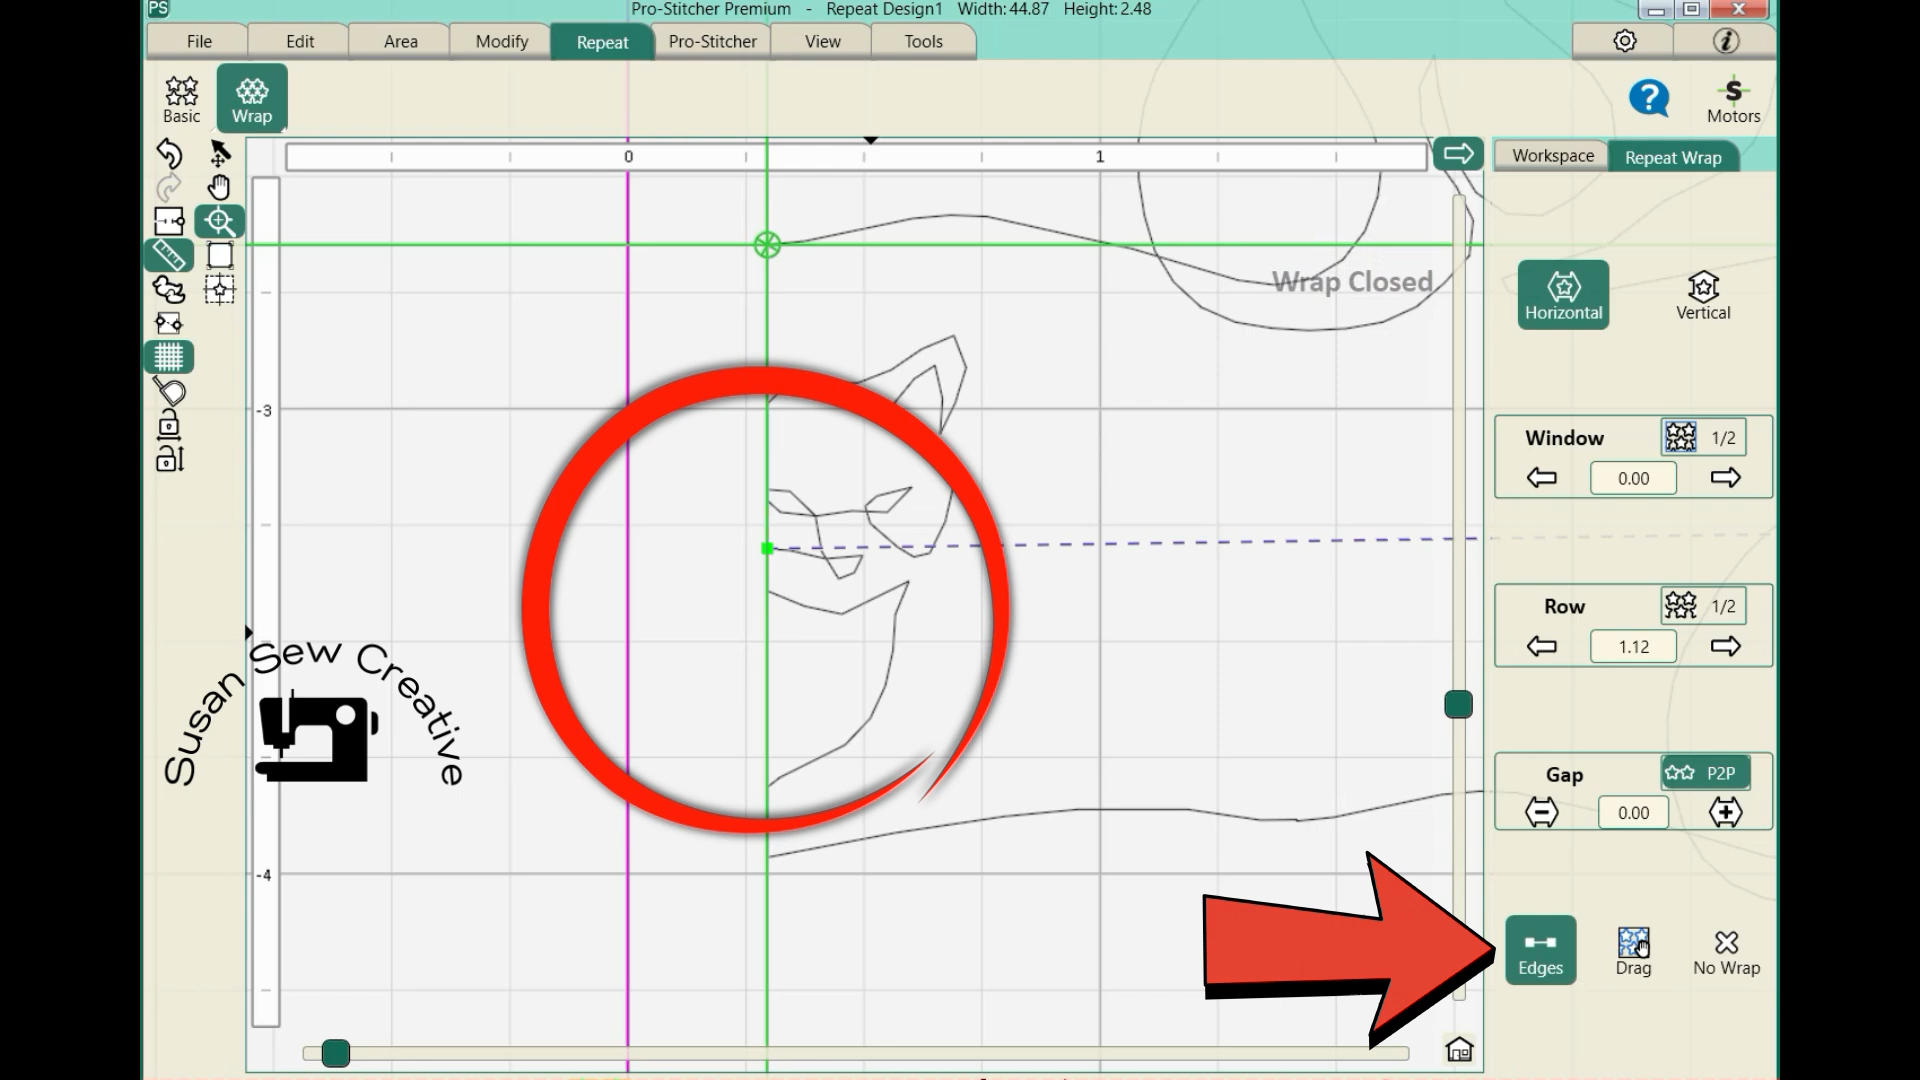 PS
Pro-Stitcher Premium - Repeat Design1 Width: 44.87 Height: 2.48
File Edit Area Modify Repeat Pro-Stitcher View Tools
Basic Wrap
? S
Motors
0 1
Workspace Repeat Wrap
Wrap Closed
Horizontal Vertical
-3
Window 1/2
0.00
Row 1/2
1.12
Susan Sew Creative
Gap P2P
0.00
-4
Edges Drag No Wrap